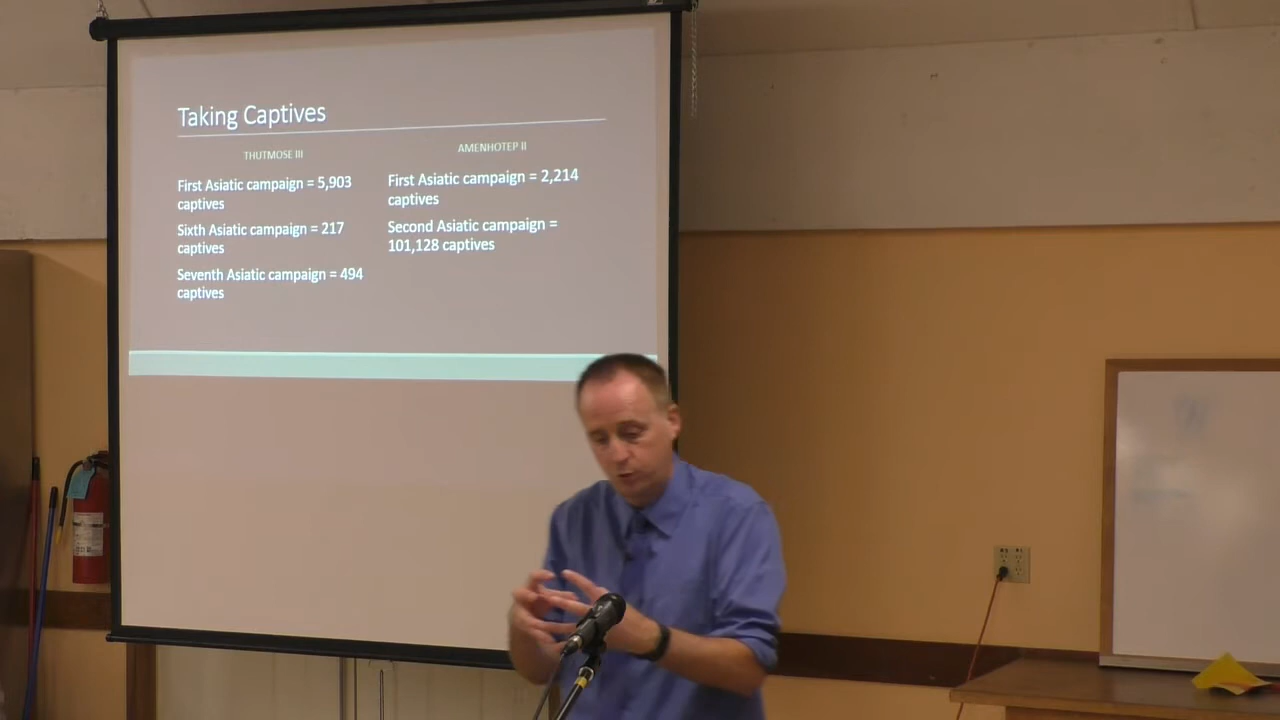 Taking Captives
THUTMOSE III
First Asiatic campaign = 5,903
captives
Sixth Asiatic campaign = 217
captives
Seventh Asiatic campaign = 494
captives
AMENHOTEP II
First Asiatic campaign = 2,214
captives
Second Asiatic campaign =
101,128 captives